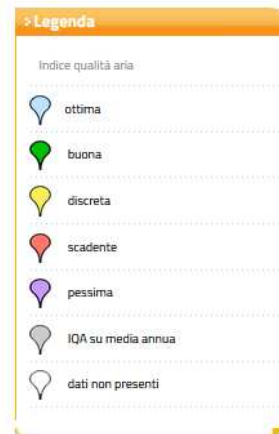 > Legenda
Indice qualità aria
ottima
buona
discreta
scadente
pessima
IQA su media annua
dati non presenti